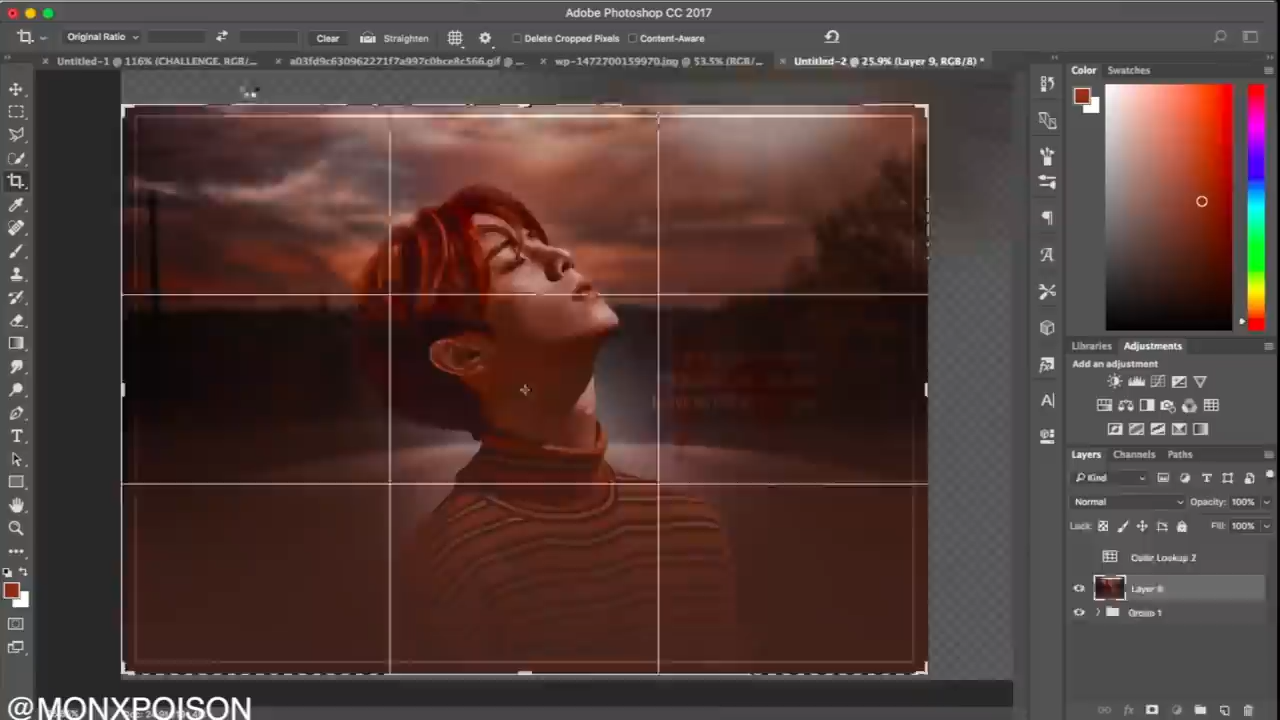 Adobe Photoshop CC 2017
Original Ratio Clear Straighten Delete Cropped Pixels Content-Aware
Untitled-1 @ 116% (CHALLENGE, RGB/... a03fd9c630962271f7a997c0bce8c566.gif @ ... wp-1472700159970.jpg @ 53.5% (RGB/... Untitled-2 @ 25.9% (Layer 9, RGB/8) *
Color Swatches
Libraries Adjustments
Add an adjustment
Layers Channels Paths
Kind
Normal Opacity: 100%
Lock: Fill: 100%
Color Lookup 2
Layer
Group 1
@MONXPOISON